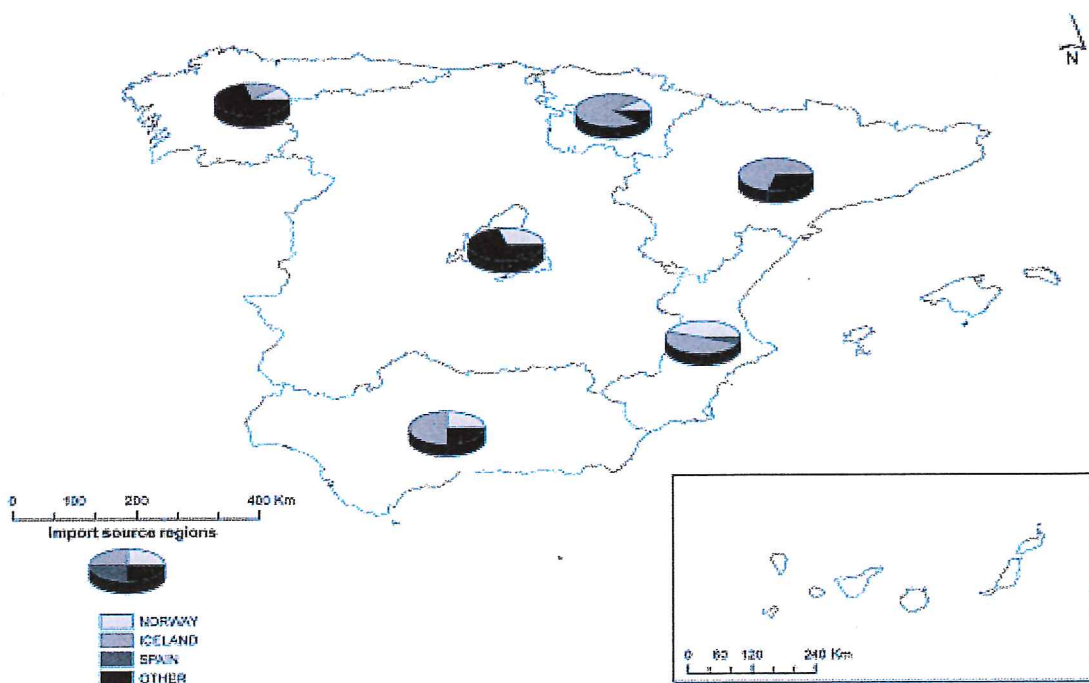 N
0 100 200 400 Km
Import source regions
NORWAY
ICELAND
SPAIN
OTHER
0 60 120 240 Km